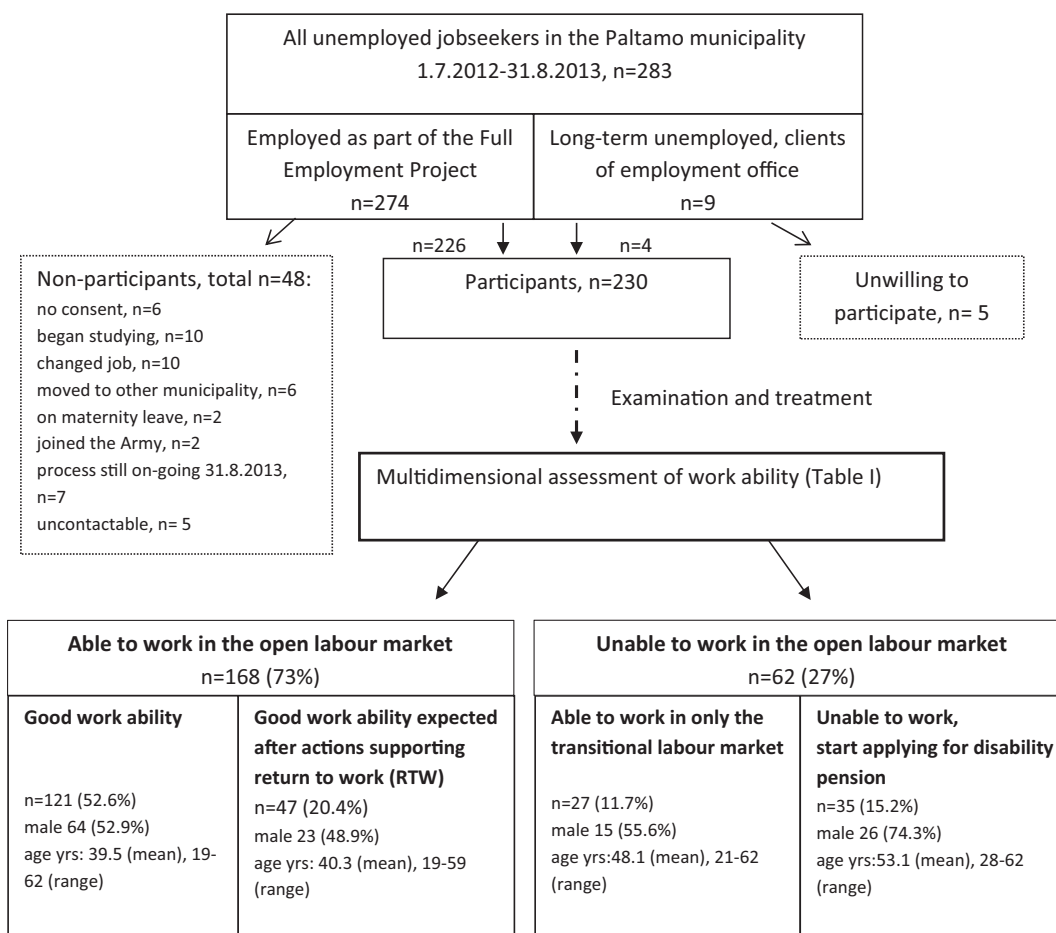 All unemployed jobseekers in the Paltamo municipality
1.7.2012-31.8.2013, n=283
Employed as part of the Full
Employment Project
n=274
Long-term unemployed, clients
of employment office
n=9
n=226
n=4
Non-participants, total n=48:
no consent, n=6
began studying, n=10
changed job, n=10
moved to other municipality, n=6
on maternity leave, n=2
joined the Army, n=2
process still on-going 31.8.2013,
n=7
uncontactable, n= 5
Participants, n=230
Unwilling to
participate, n= 5
Examination and treatment
Multidimensional assessment of work ability (Table I)
Able to work in the open labour market
n=168 (73%)
Good work ability
n=121 (52.6%)
male 64 (52.9%)
age yrs: 39.5 (mean), 19-
62 (range)
Good work ability expected
after actions supporting
return to work (RTW)
n=47 (20.4%)
male 23 (48.9%)
age yrs: 40.3 (mean), 19-59
(range)
Unable to work in the open labour market
n=62 (27%)
Able to work in only the
transitional labour market
n=27 (11.7%)
male 15 (55.6%)
age yrs:48.1 (mean), 21-62
(range)
Unable to work,
start applying for disability
pension
n=35 (15.2%)
male 26 (74.3%)
age yrs:53.1 (mean), 28-62
(range)